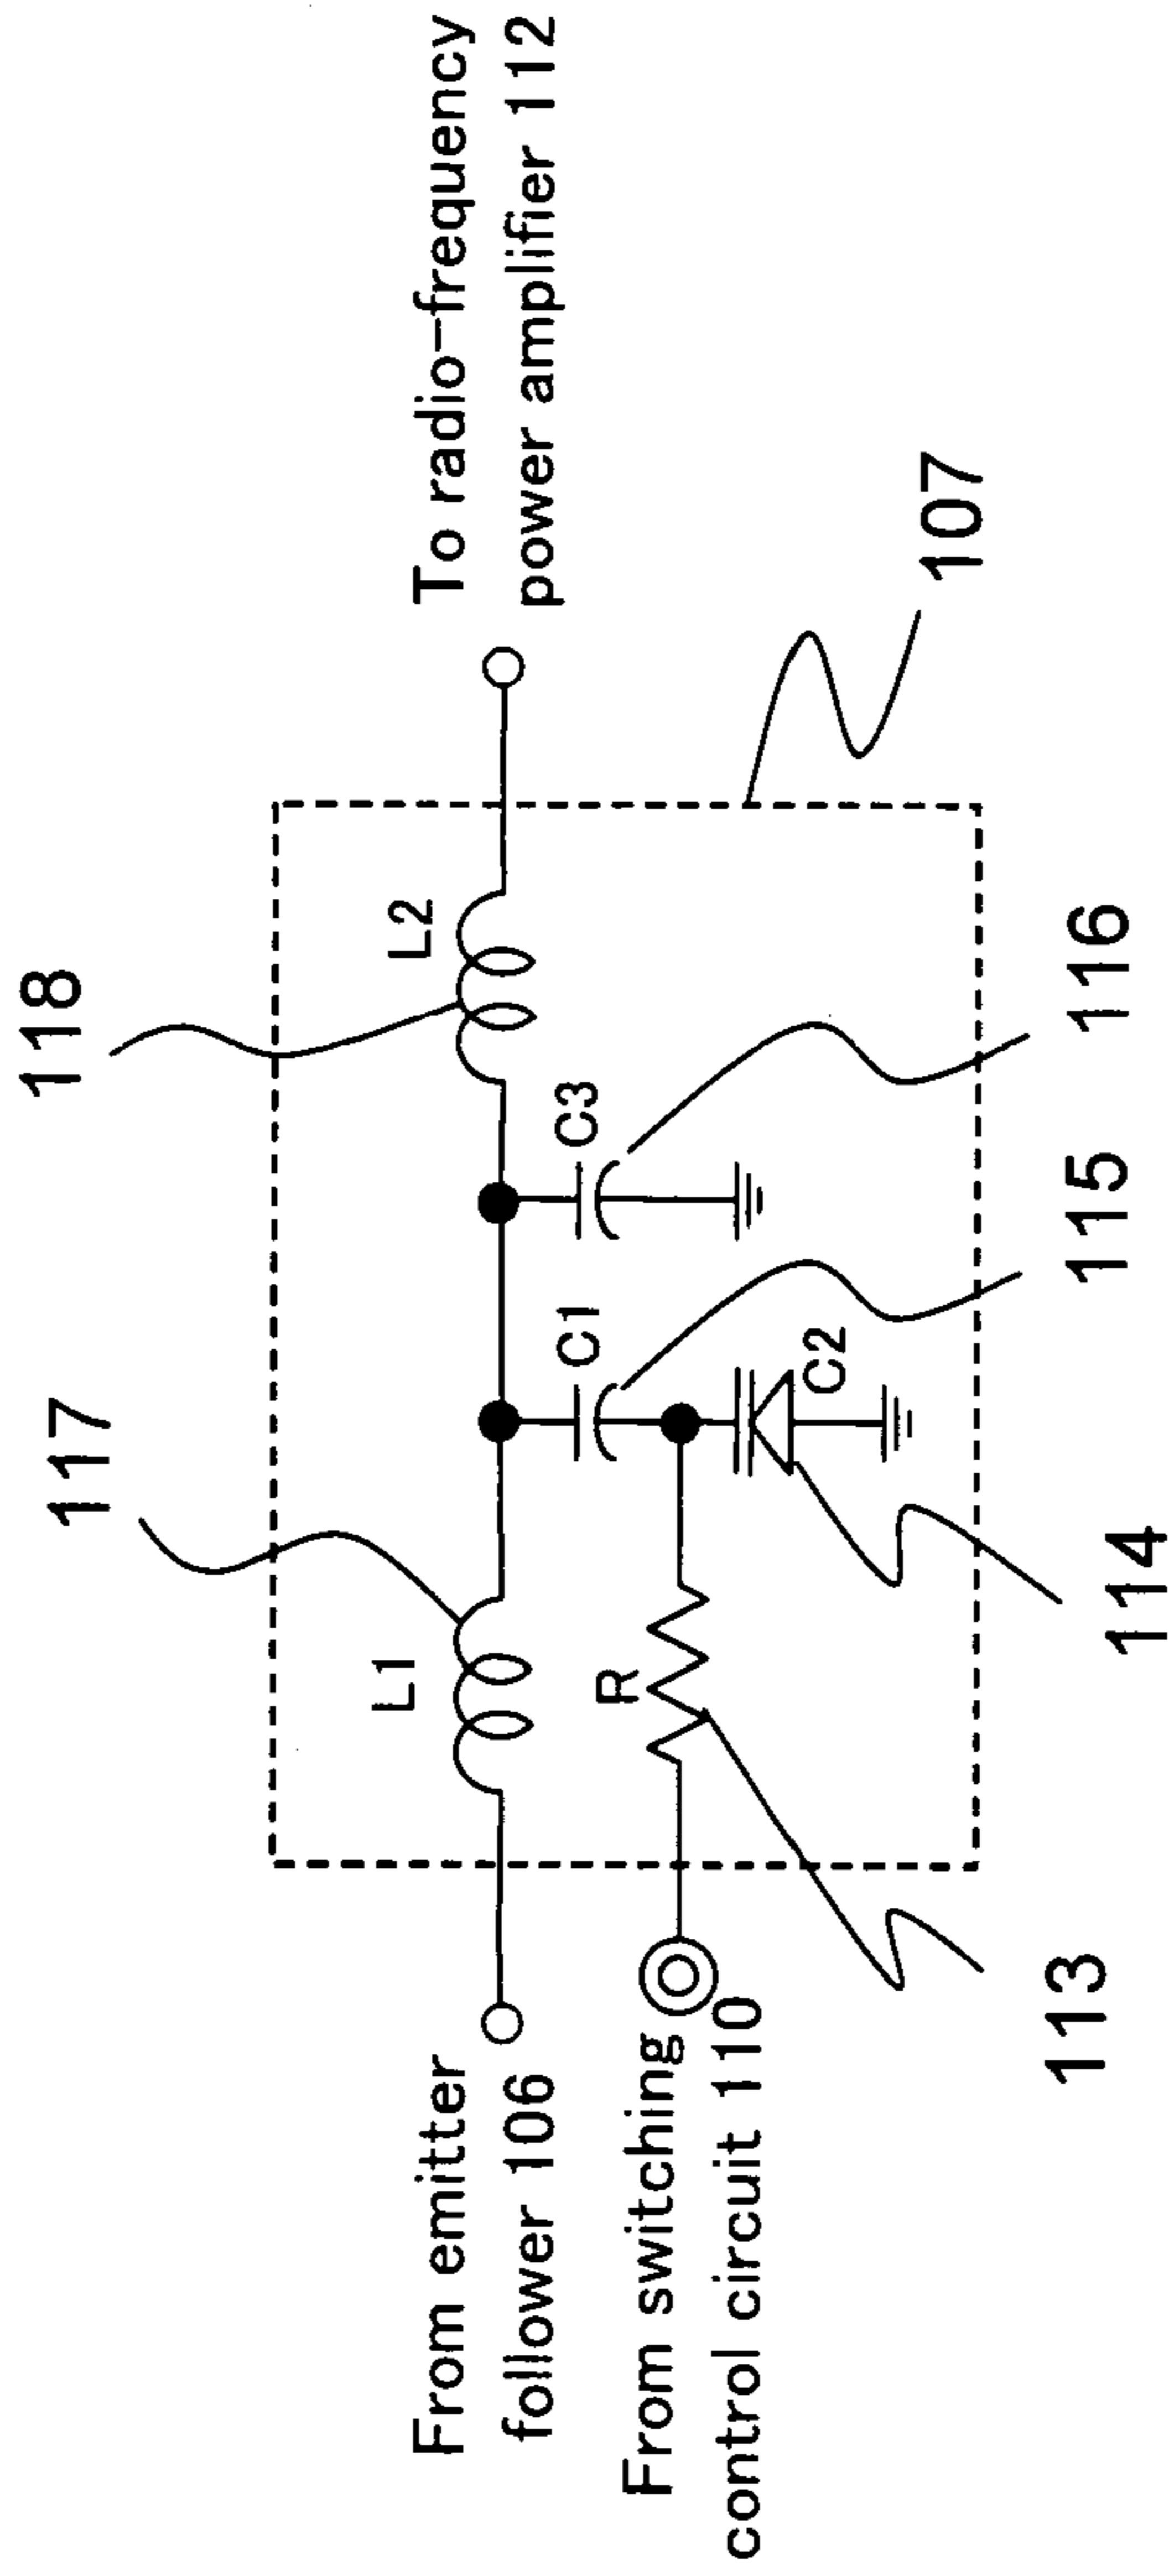 118
117
L1
L2
From emitter
follower 106
To radio-frequency
power amplifier 112
C1
C3
R
From switching
control circuit 110
C2
107
113
114
115
116